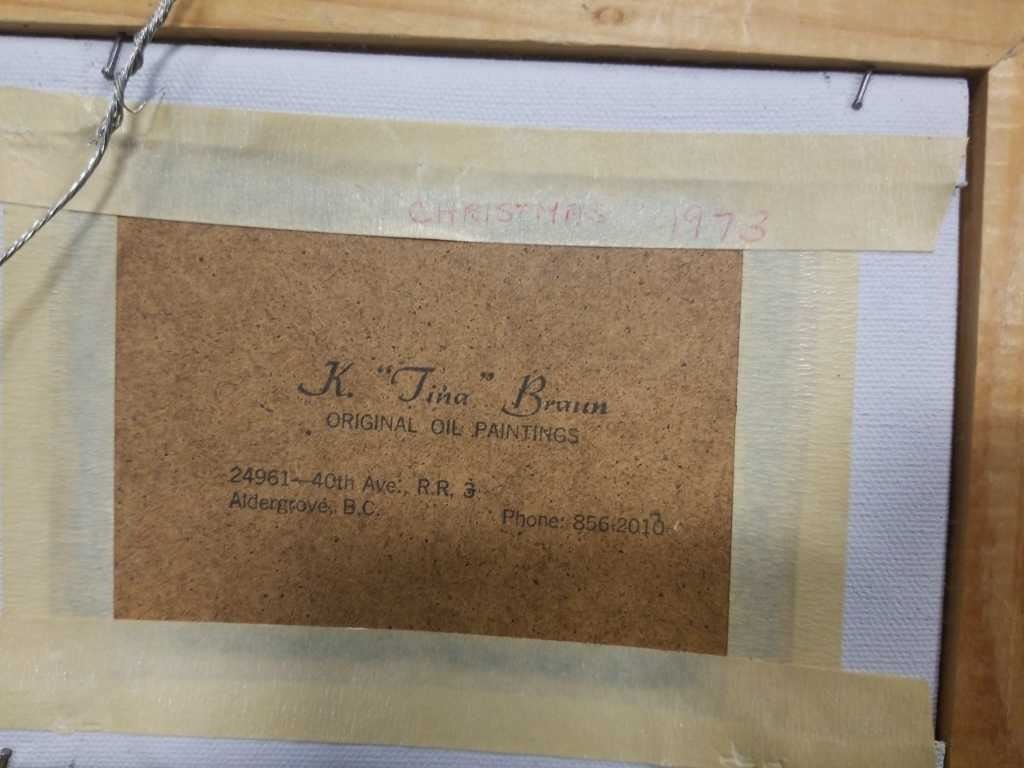 CHRISTMAS 1973
K. "Tina" Braun
ORIGINAL OIL PAINTINGS
24961—40th Ave., R.R. 3
Aldergrove, B.C.
Phone: 856-2010